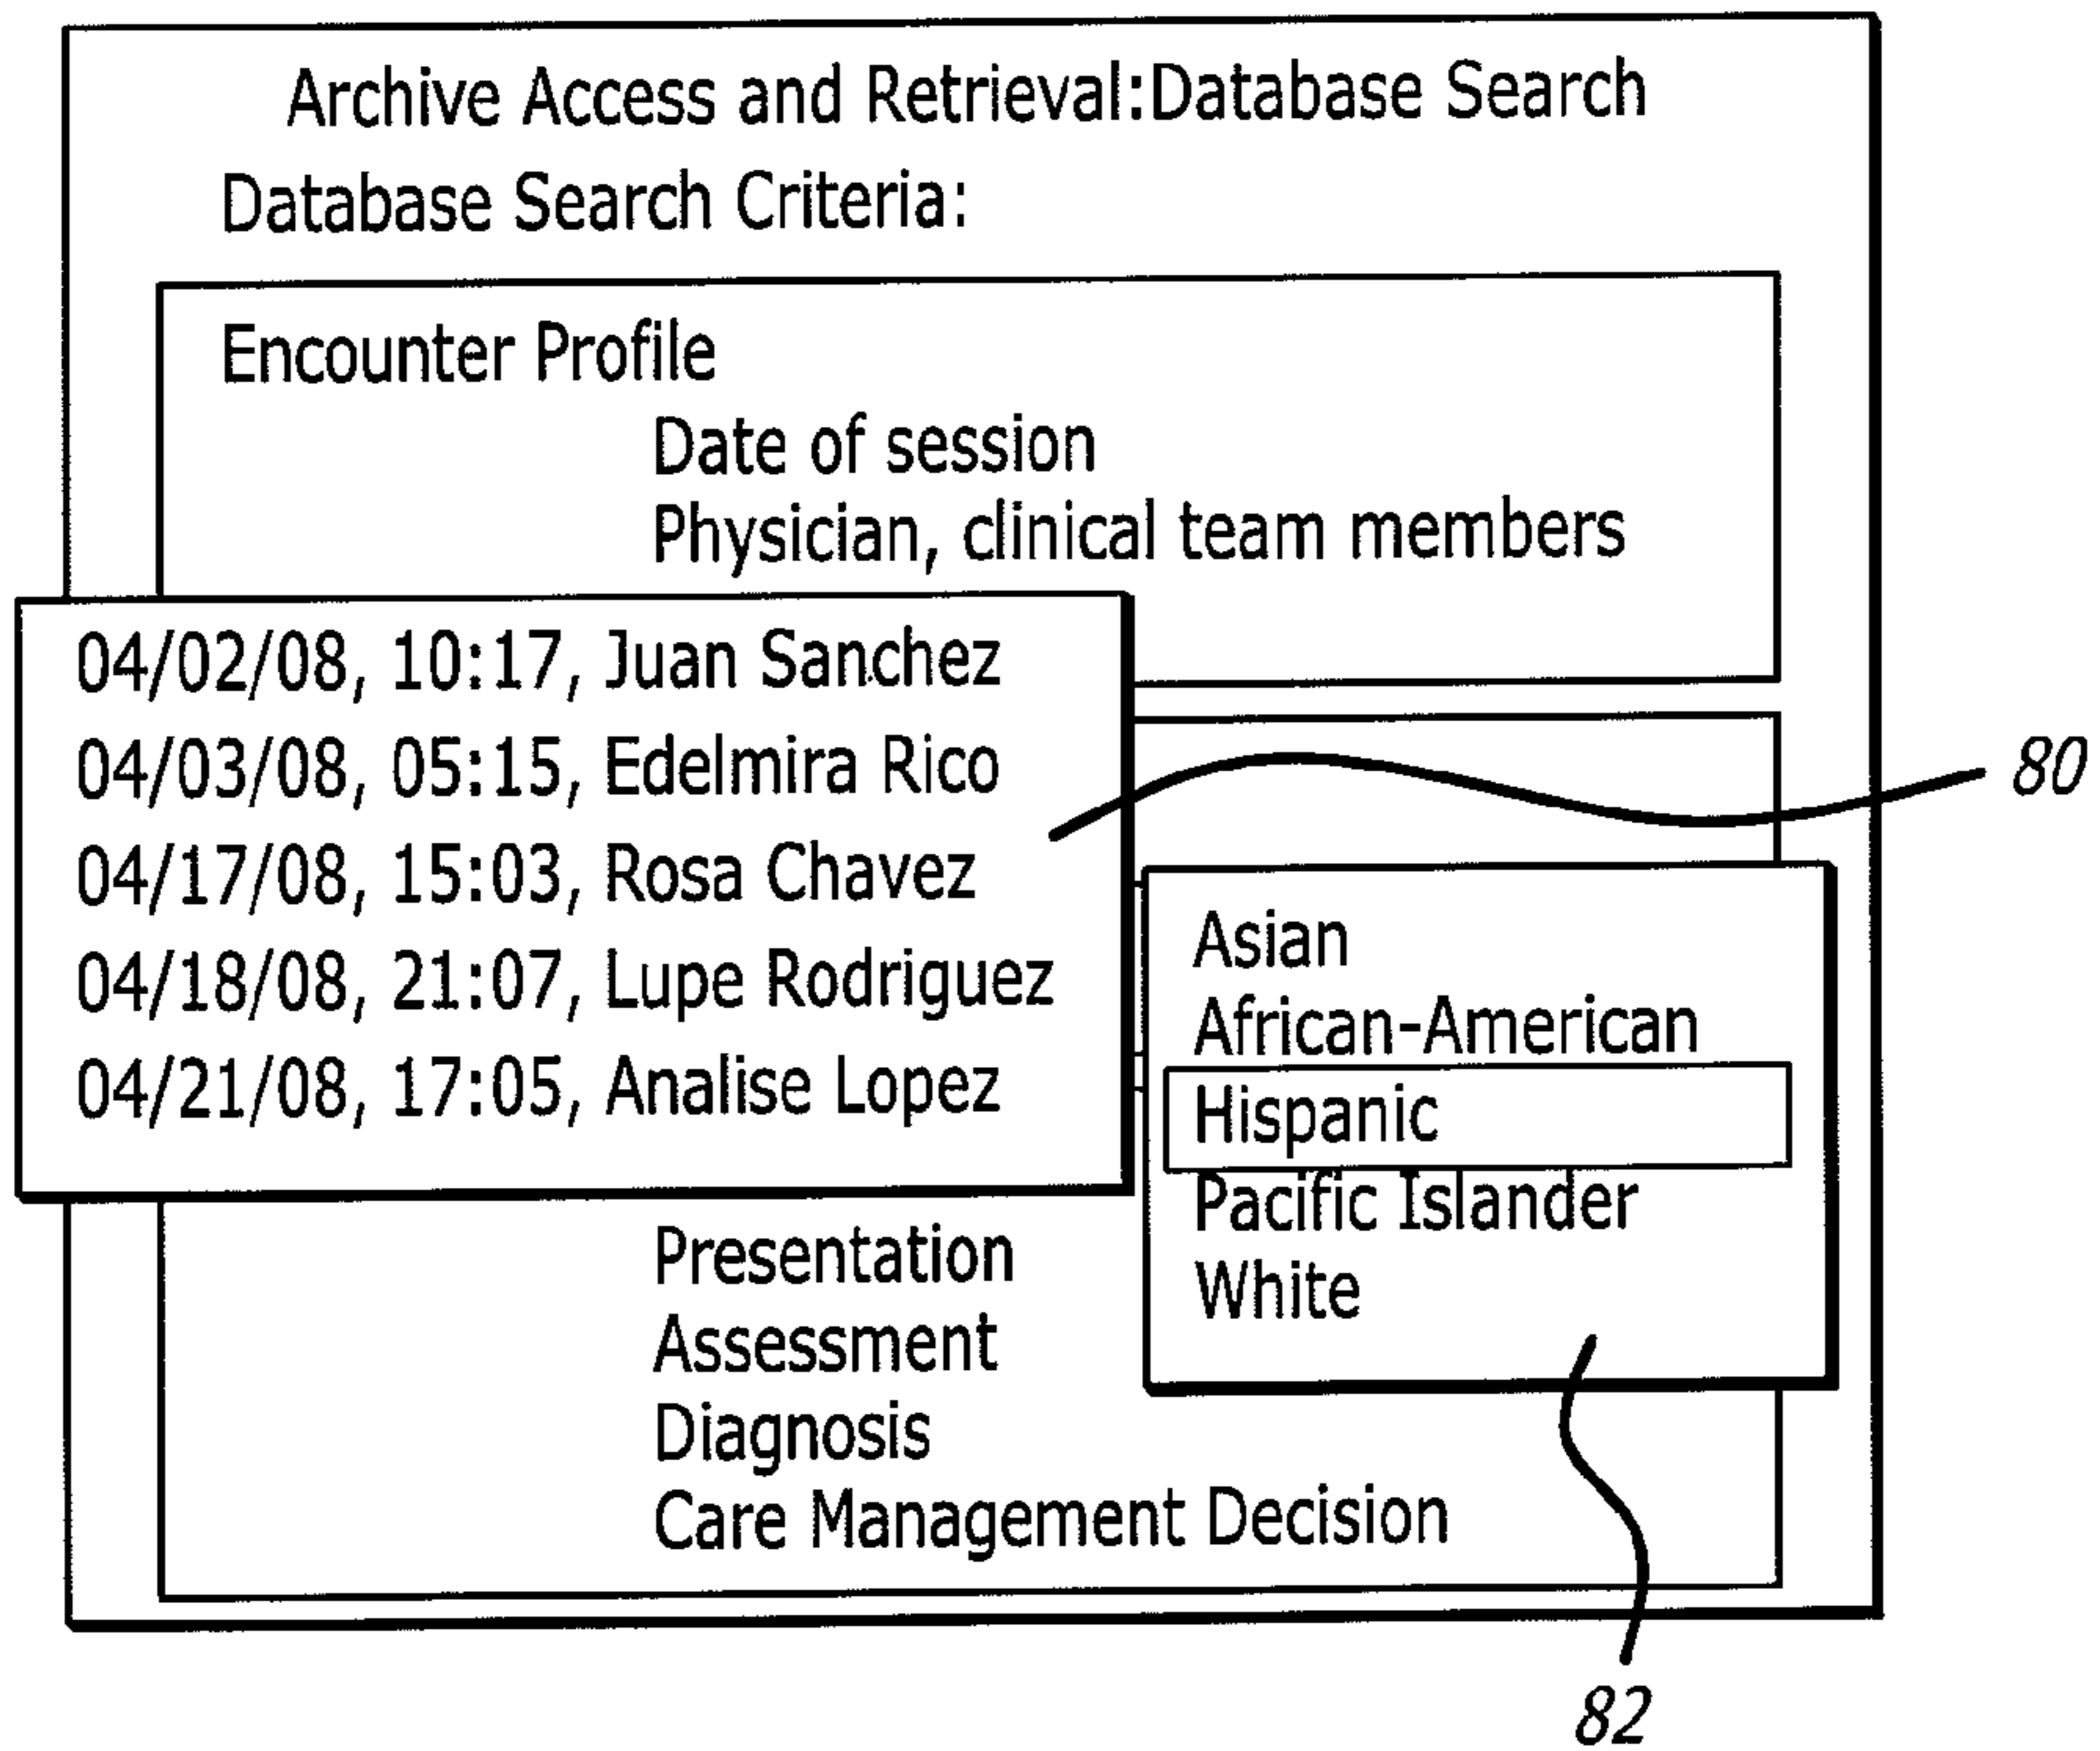 Archive Access and Retrieval:Database Search
Database Search Criteria:
Encounter Profile
Date of session
Physician, clinical team members
04/02/08, 10:17, Juan Sanchez
04/03/08, 05:15, Edelmira Rico
04/17/08, 15:03, Rosa Chavez
04/18/08, 21:07, Lupe Rodriguez
04/21/08, 17:05, Analise Lopez
80
Asian
African-American
Hispanic
Pacific Islander
White
Presentation
Assessment
Diagnosis
Care Management Decision
82